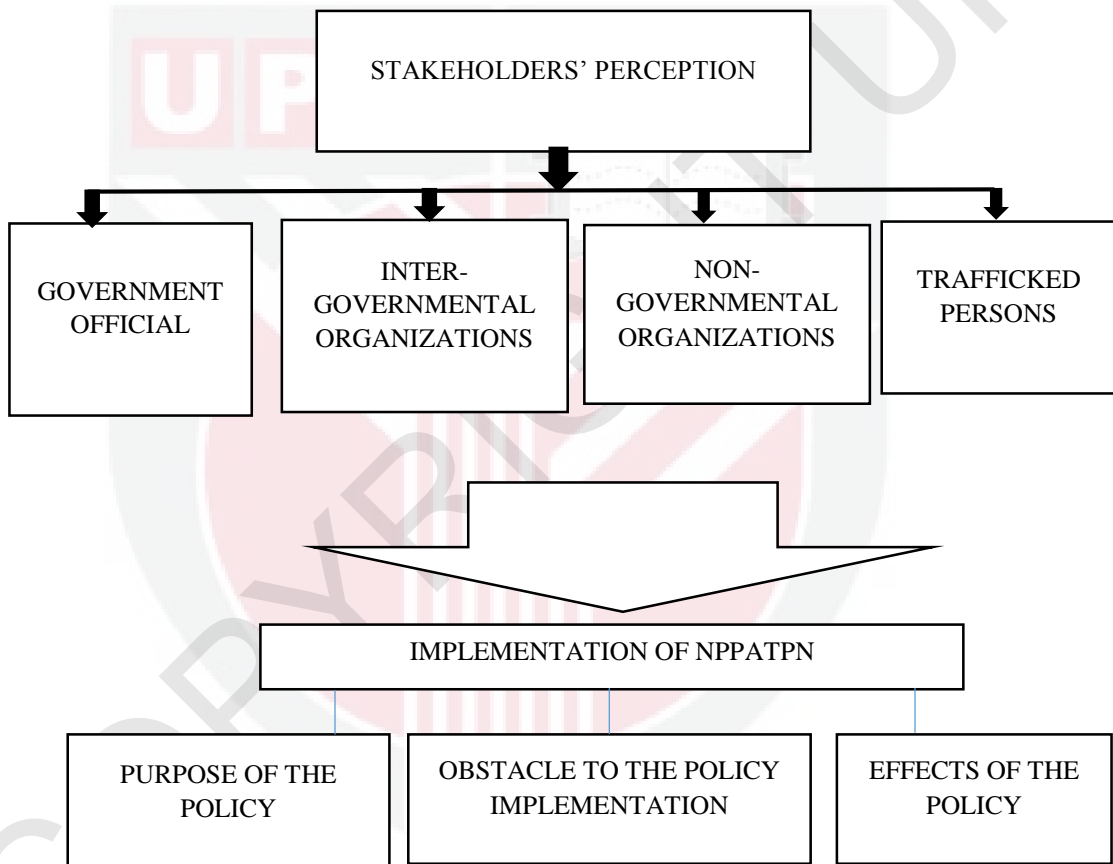 STAKEHOLDERS’ PERCEPTION
GOVERNMENT
OFFICIAL
INTER-
GOVERNMENTAL
ORGANIZATIONS
NON-
GOVERNMENTAL
ORGANIZATIONS
TRAFFICKED
PERSONS
IMPLEMENTATION OF NPPATPN
PURPOSE OF THE
POLICY
OBSTACLE TO THE POLICY
IMPLEMENTATION
EFFECTS OF THE
POLICY